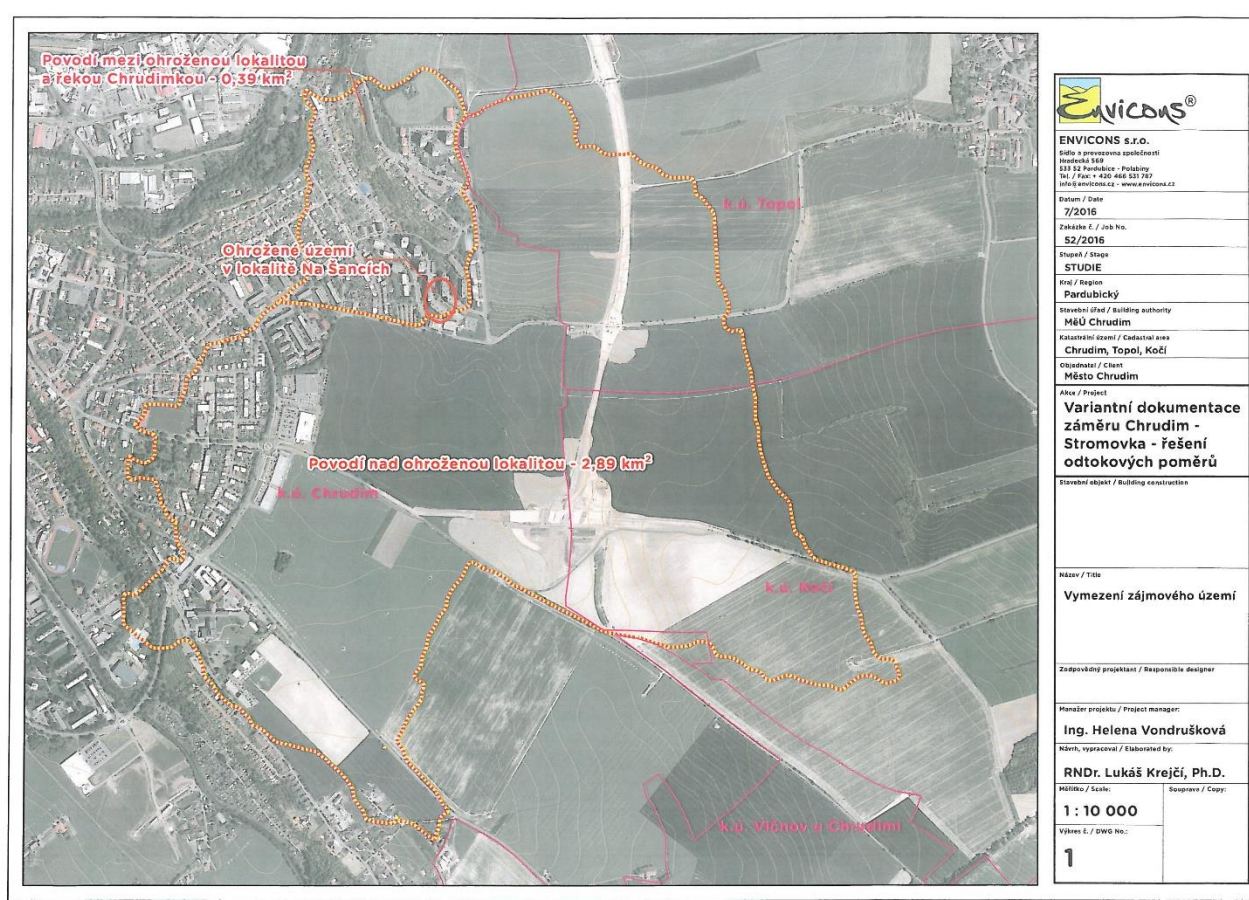 Povodí mezi ohroženou lokalitou
a řekou Chrudimkou - 0,39 km²
k.ú. Topol
Ohrožené území
v lokalitě Na Šancích
Povodí nad ohroženou lokalitou - 2,89 km²
k.ú. Chrudim
k.ú. Kočí
k.ú. Vlčnov u Chrudimi
Envicons®
ENVICONS s.r.o.
Sídlo a provozovna společnosti
Hradecká 569
533 52 Pardubice - Polabiny
Tel. / Fax: + 420 466 531 787
info@envicons.cz - www.envicons.cz
Datum / Date
7/2016
Zakázka č. / Job No.
52/2016
Stupeň / Stage
STUDIE
Kraj / Region
Pardubický
Stavební úřad / Building authority
MěÚ Chrudim
Katastrální území / Cadastral area
Chrudim, Topol, Kočí
Objednatel / Client
Město Chrudim
Akce / Project
Variantní dokumentace
záměru Chrudim -
Stromovka - řešení
odtokových poměrů
Stavební objekt / Building construction
Název / Title
Vymezení zájmového území
Zodpovědný projektant / Responsible designer
Manažer projektu / Project manager:
Ing. Helena Vondrušková
Návrh, vypracoval / Elaborated by:
RNDr. Lukáš Krejčí, Ph.D.
Měřítko / Scale:
1 : 10 000
Souprava / Copy:
Výkres č. / DWG No.:
1